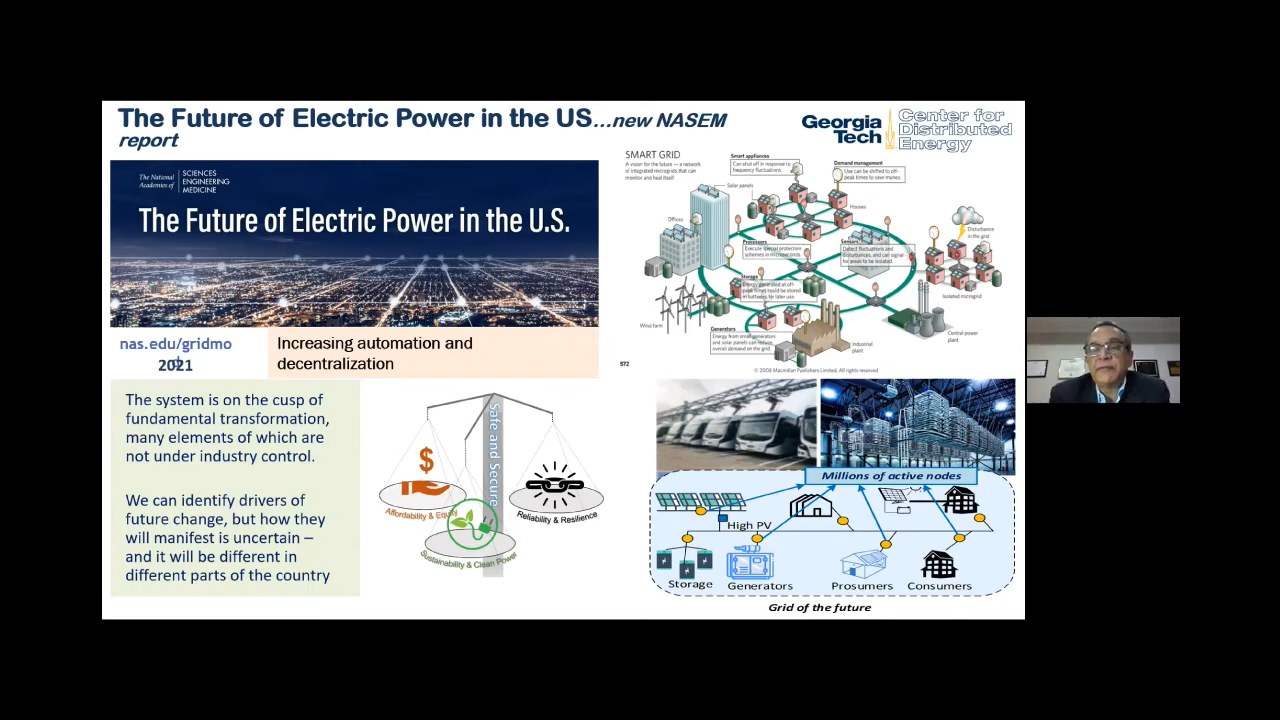 The Future of Electric Power in the US...new NASEM
report
Georgia
Tech
Center for
Distributed
Energy
The National
Academies of
SCIENCES
ENGINEERING
MEDICINE
The Future of Electric Power in the U.S.
nas.edu/gridmo
2021
Increasing automation and
decentralization
The system is on the cusp of
fundamental transformation,
many elements of which are
not under industry control.
We can identify drivers of
future change, but how they
will manifest is uncertain –
and it will be different in
different parts of the country
Safe and Secure
$
Affordability & Equity
Reliability & Resilience
Sustainability & Clean Power
SMART GRID
A vision for the future — a network
of integrated microgrids that can
monitor and heal itself.
Smart appliances
Can shut off in response to
frequency fluctuations.
Demand management
Use can be shifted to off-
peak times to save money.
Solar panels
Houses
Offices
Disturbance
in the grid
Processors
Execute special protection
schemes in microseconds.
Sensors
Detect fluctuations and
disturbances, and can signal
for areas to be isolated.
Storage
Energy generated at off-
peak times could be stored
in batteries for later use.
Isolated microgrid
Wind farm
Generators
Energy from small generators
and solar panels can reduce
overall demand on the grid.
Industrial
plant
Central power
plant
572
© 2008 Macmillan Publishers Limited. All rights reserved
Millions of active nodes
High PV
Storage
Generators
Prosumers
Consumers
Grid of the future